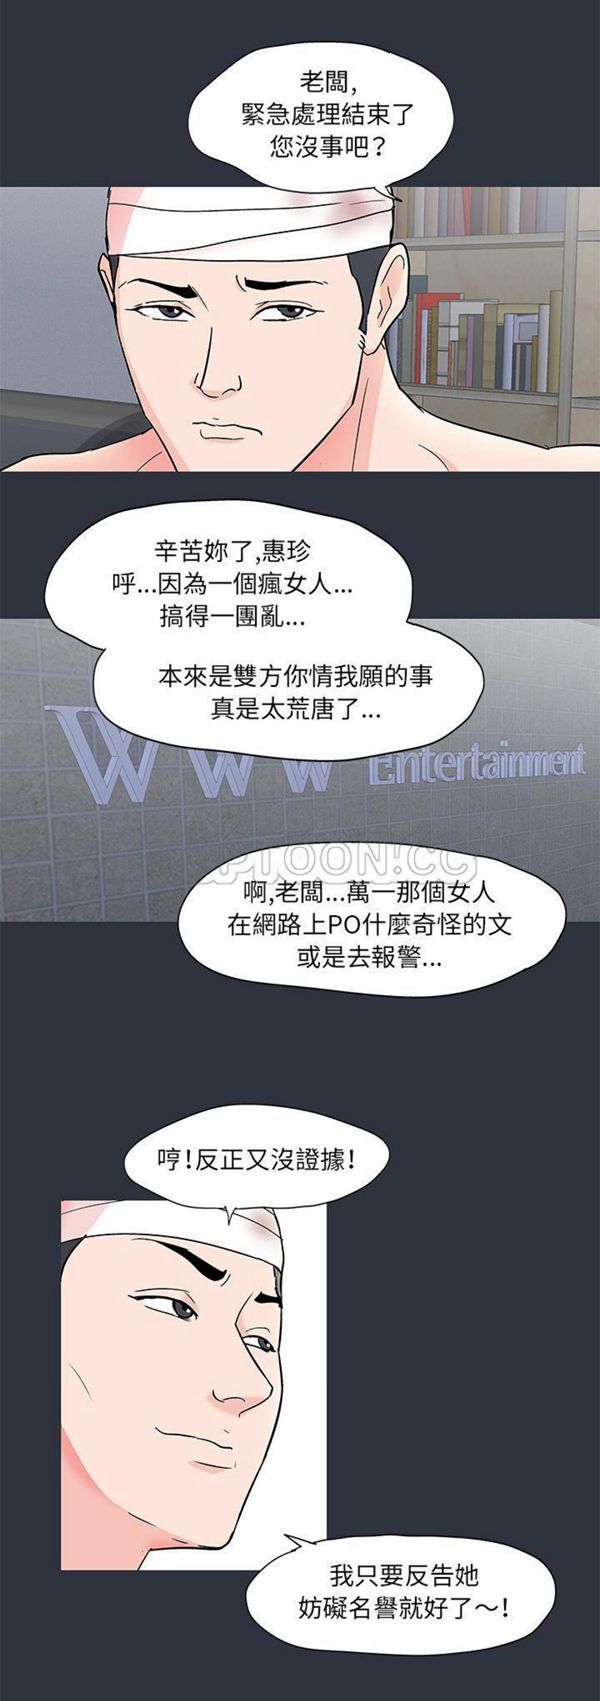 老闆,
緊急處理結束了
您沒事吧?
辛苦妳了,惠珍
呼...因為一個瘋女人...
搞得一團亂...
本來是雙方你情我願的事
真是太荒唐了...
WWW Entertainment
啊,老闆...萬一那個女人
在網路上PO什麼奇怪的文
或是去報警...
哼!反正又沒證據!
我只要反告她
妨礙名譽就好了～!